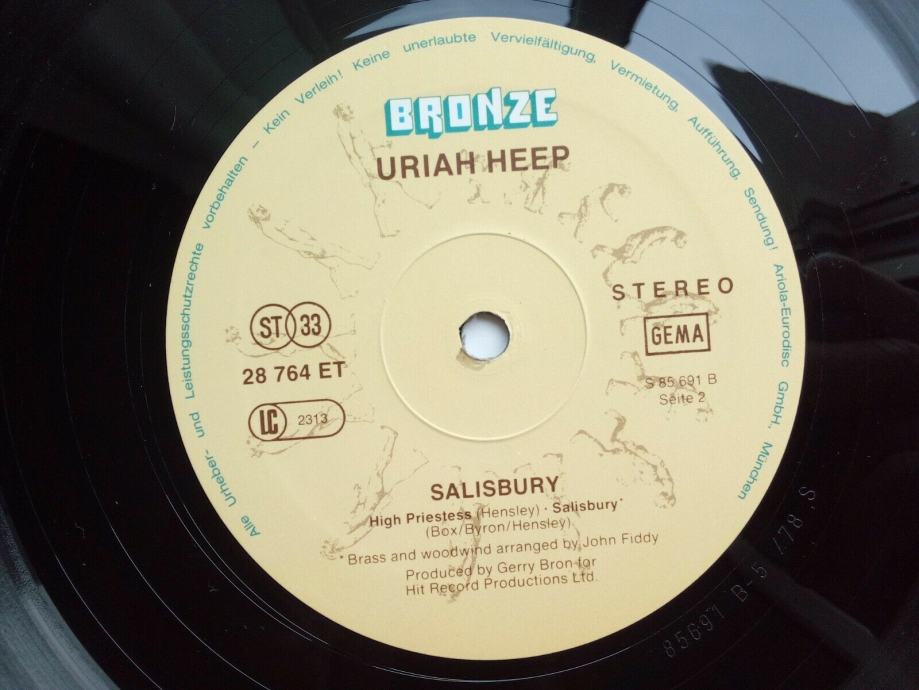 Alle Urheber- und Leistungsschutzrechte vorbehalten – Kein Verleih! Keine unerlaubte Vervielfältigung, Vermietung, Aufführung, Sendung! Ariola-Eurodisc GmbH, München
BRONZE
URIAH HEEP
STEREO
ST 33
GEMA
28 764 ET
S 85 691 B
Seite 2
LC 2313
SALISBURY
High Priestess (Hensley) · Salisbury*
(Box/Byron/Hensley)
* Brass and woodwind arranged by John Fiddy
Produced by Gerry Bron for
Hit Record Productions Ltd.
85691 B-5 /78 S